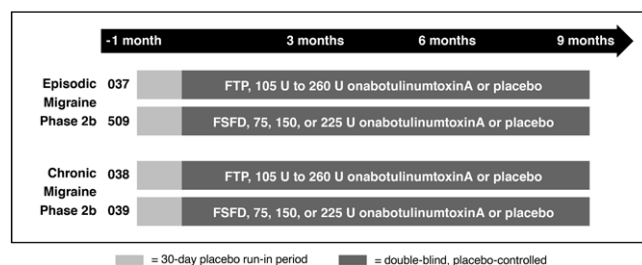 -1 month 3 months 6 months 9 months
Episodic 037 FTP, 105 U to 260 U onabotulinumtoxinA or placebo
Migraine
Phase 2b 509 FSFD, 75, 150, or 225 U onabotulinumtoxinA or placebo
Chronic 038 FTP, 105 U to 260 U onabotulinumtoxinA or placebo
Migraine
Phase 2b 039 FSFD, 75, 150, or 225 U onabotulinumtoxinA or placebo
= 30-day placebo run-in period = double-blind, placebo-controlled